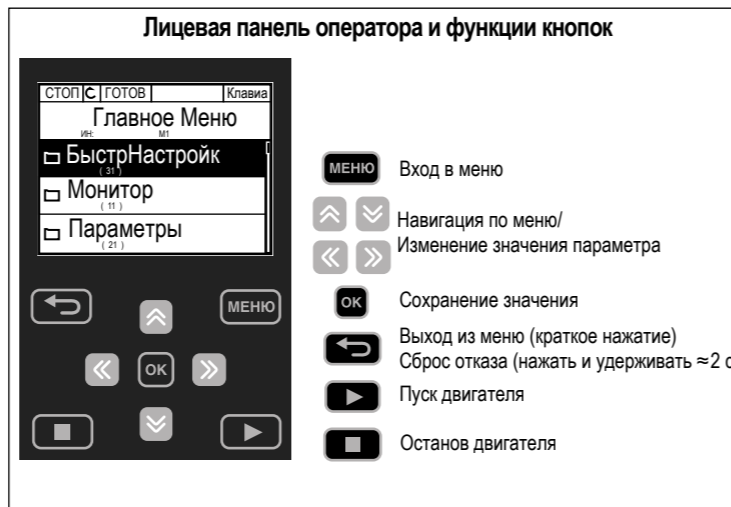 Лицевая панель оператора и функции кнопок
СТОП C ГОТОВ Клавиа
Главное Меню
ИН: М1
БыстрНастройк
( 31 )
Монитор
( 11 )
Параметры
( 21 )
МЕНЮ
OK
МЕНЮ Вход в меню
Навигация по меню/
Изменение значения параметра
OK Сохранение значения
Выход из меню (краткое нажатие)
Сброс отказа (нажать и удерживать ≈2 с
Пуск двигателя
Останов двигателя